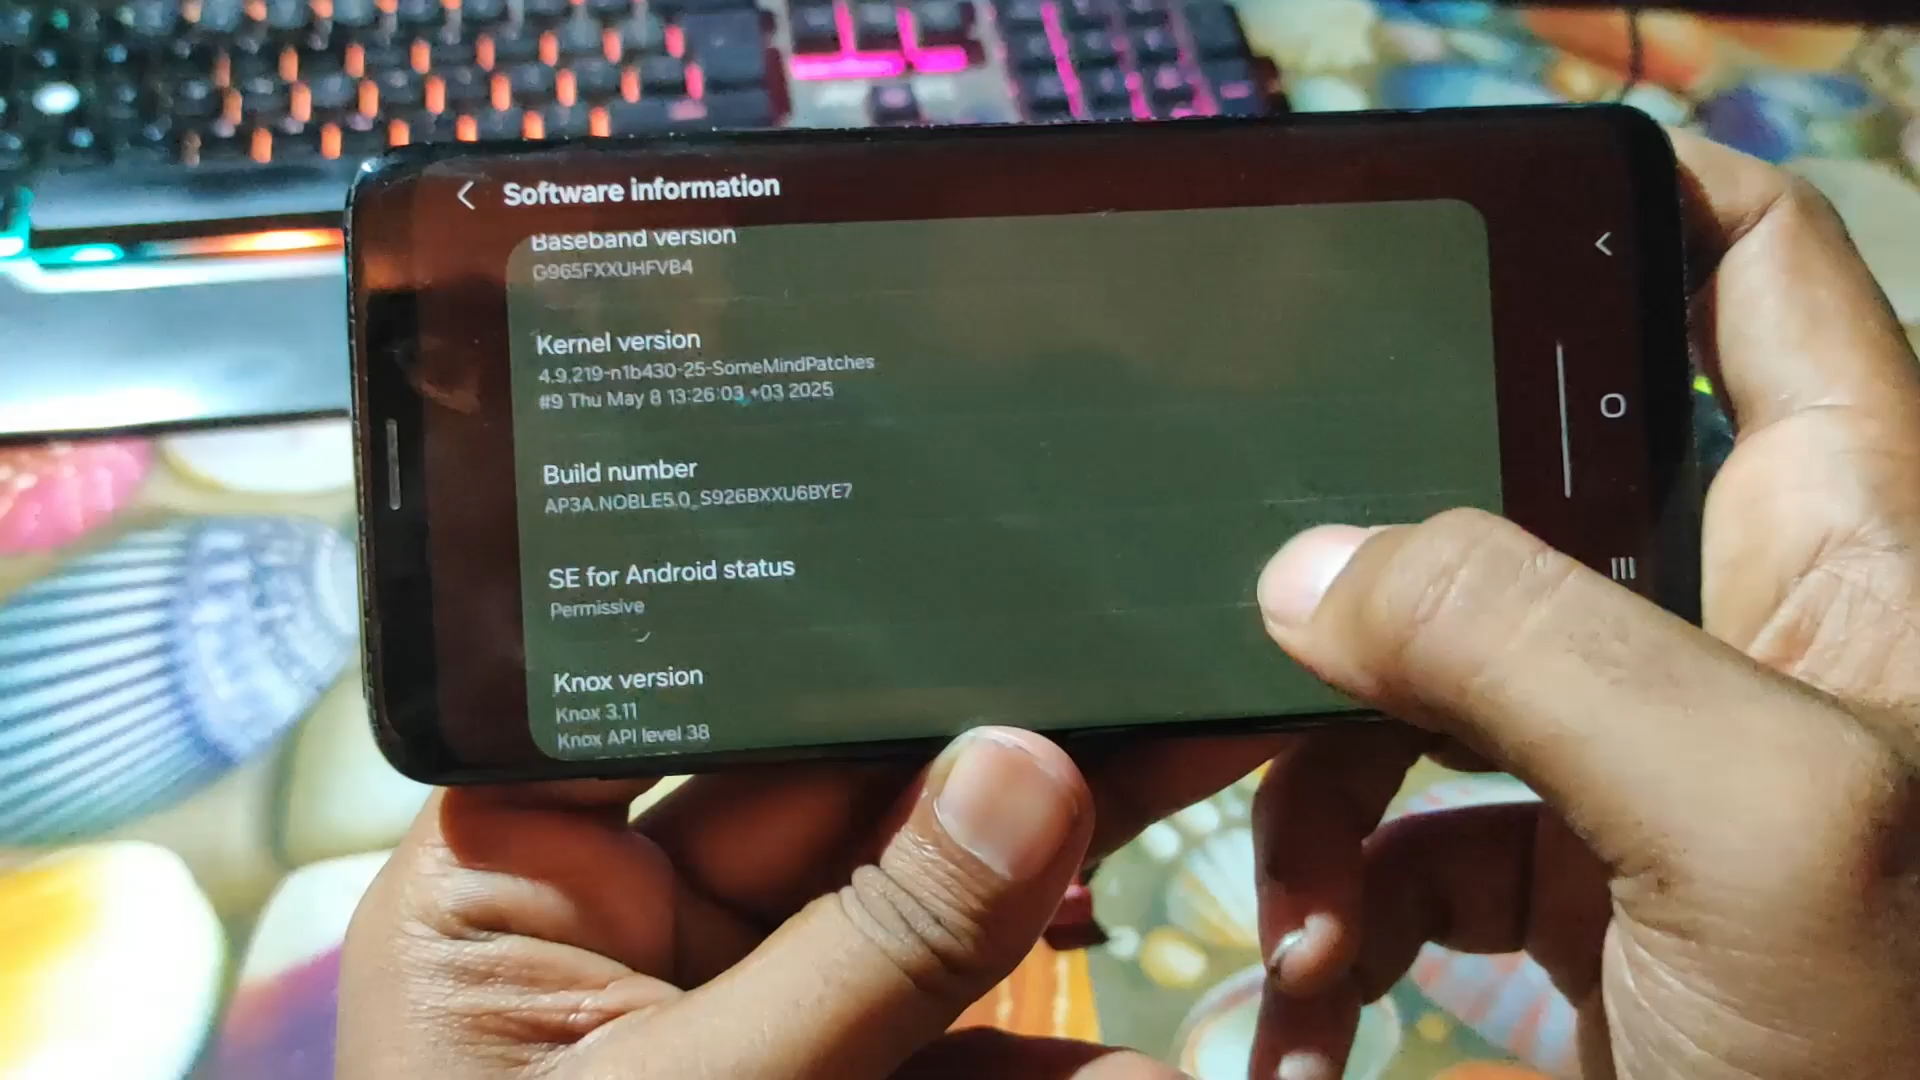 Software information
Baseband version
G965FXXUHFVB4
Kernel version
4.9.219-n1b430-25-SomeMindPatches
#9 Thu May 8 13:26:03 +03 2025
Build number
AP3A.NOBLE5.0_S926BXXU6BYE7
SE for Android status
Permissive
Knox version
Knox 3.11
Knox API level 38